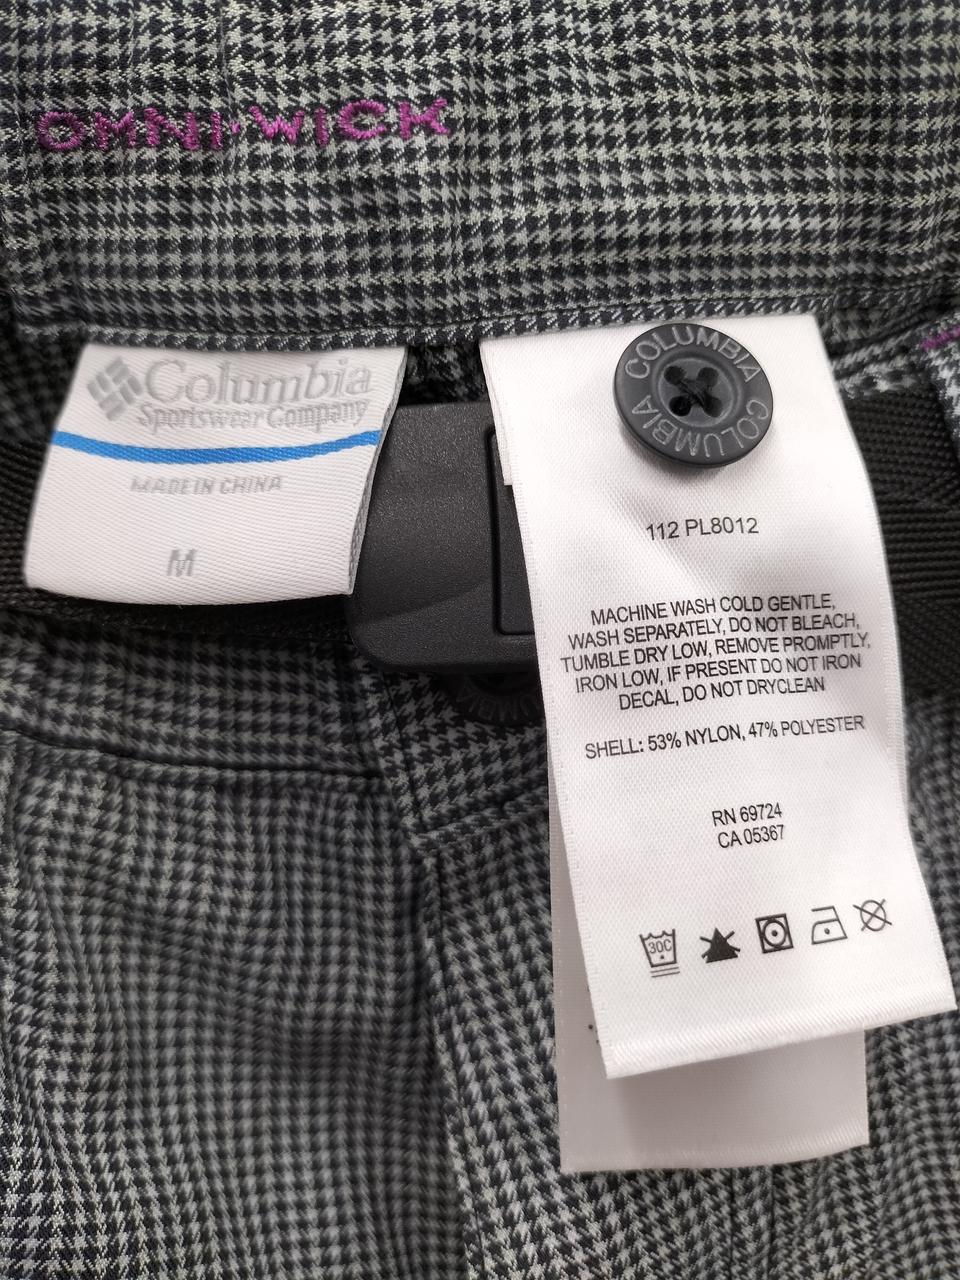 OMNI-WICK
Columbia
Sportswear Company
MADE IN CHINA
M
COLUMBIA COLUMBIA
112 PL8012
MACHINE WASH COLD GENTLE,
WASH SEPARATELY, DO NOT BLEACH,
TUMBLE DRY LOW, REMOVE PROMPTLY,
IRON LOW, IF PRESENT DO NOT IRON
DECAL, DO NOT DRYCLEAN
SHELL: 53% NYLON, 47% POLYESTER
RN 69724
CA 05367
30C